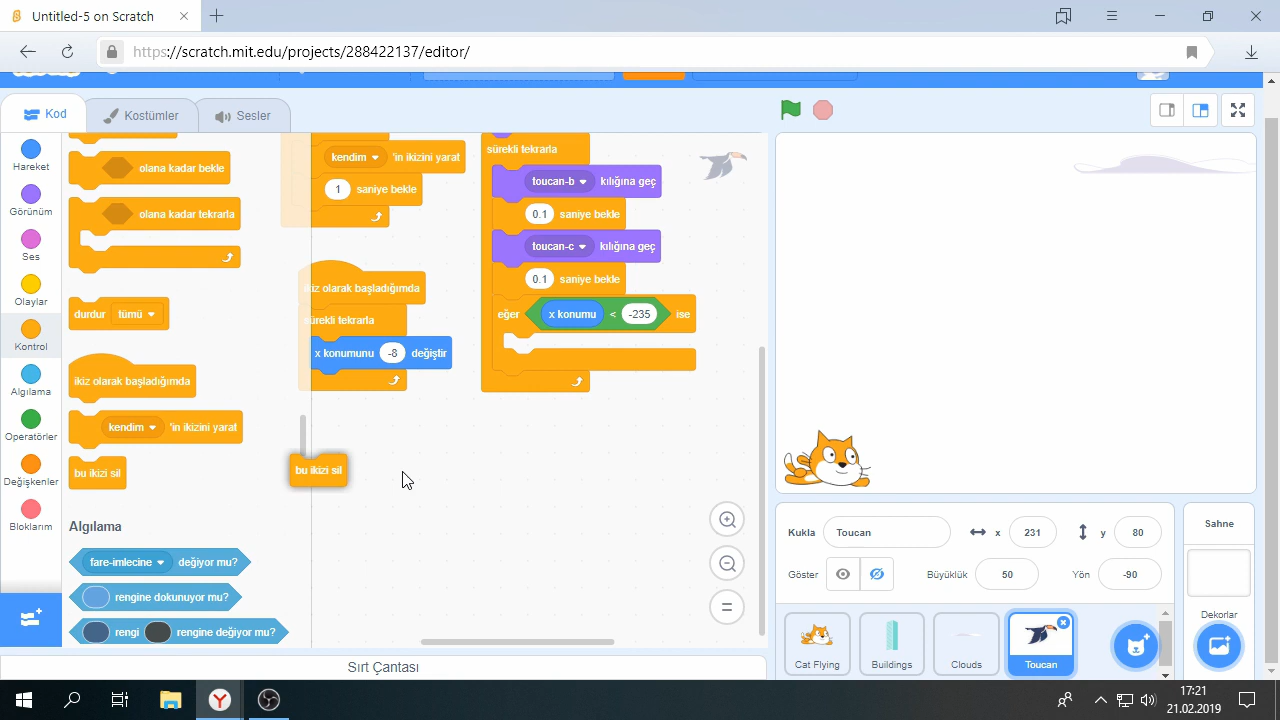 Untitled-5 on Scratch
https://scratch.mit.edu/projects/288422137/editor/
Kod
Kostümler
Sesler
Hareket
Görünüm
Ses
Olaylar
Kontrol
Algılama
Operatörler
Değişkenler
Bloklarım
olana kadar bekle
olana kadar tekrarla
durdur tümü
ikiz olarak başladığımda
kendim 'in ikizini yarat
bu ikizi sil
Algılama
fare-imlecine değiyor mu?
rengine dokunuyor mu?
rengi rengine değiyor mu?
kendim 'in ikizini yarat
1 saniye bekle
ikiz olarak başladığımda
sürekli tekrarla
x konumunu -8 değiştir
bu ikizi sil
sürekli tekrarla
toucan-b kılığına geç
0.1 saniye bekle
toucan-c kılığına geç
0.1 saniye bekle
eğer x konumu < -235 ise
Sırt Çantası
Kukla Toucan x 231 y 80
Göster Büyüklük 50 Yön -90
Cat Flying
Buildings
Clouds
Toucan
Sahne
Dekorlar
17:21
21.02.2019